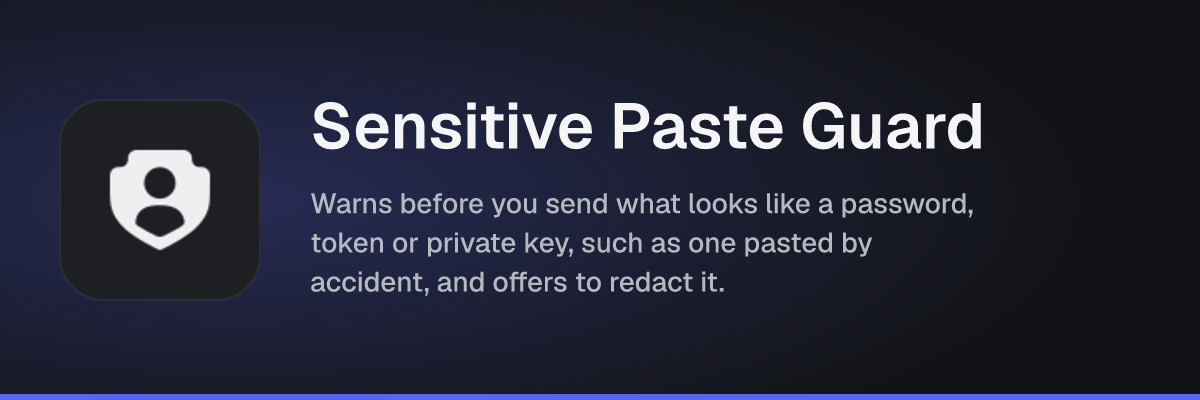 Sensitive Paste Guard
Warns before you send what looks like a password,
token or private key, such as one pasted by
accident, and offers to redact it.